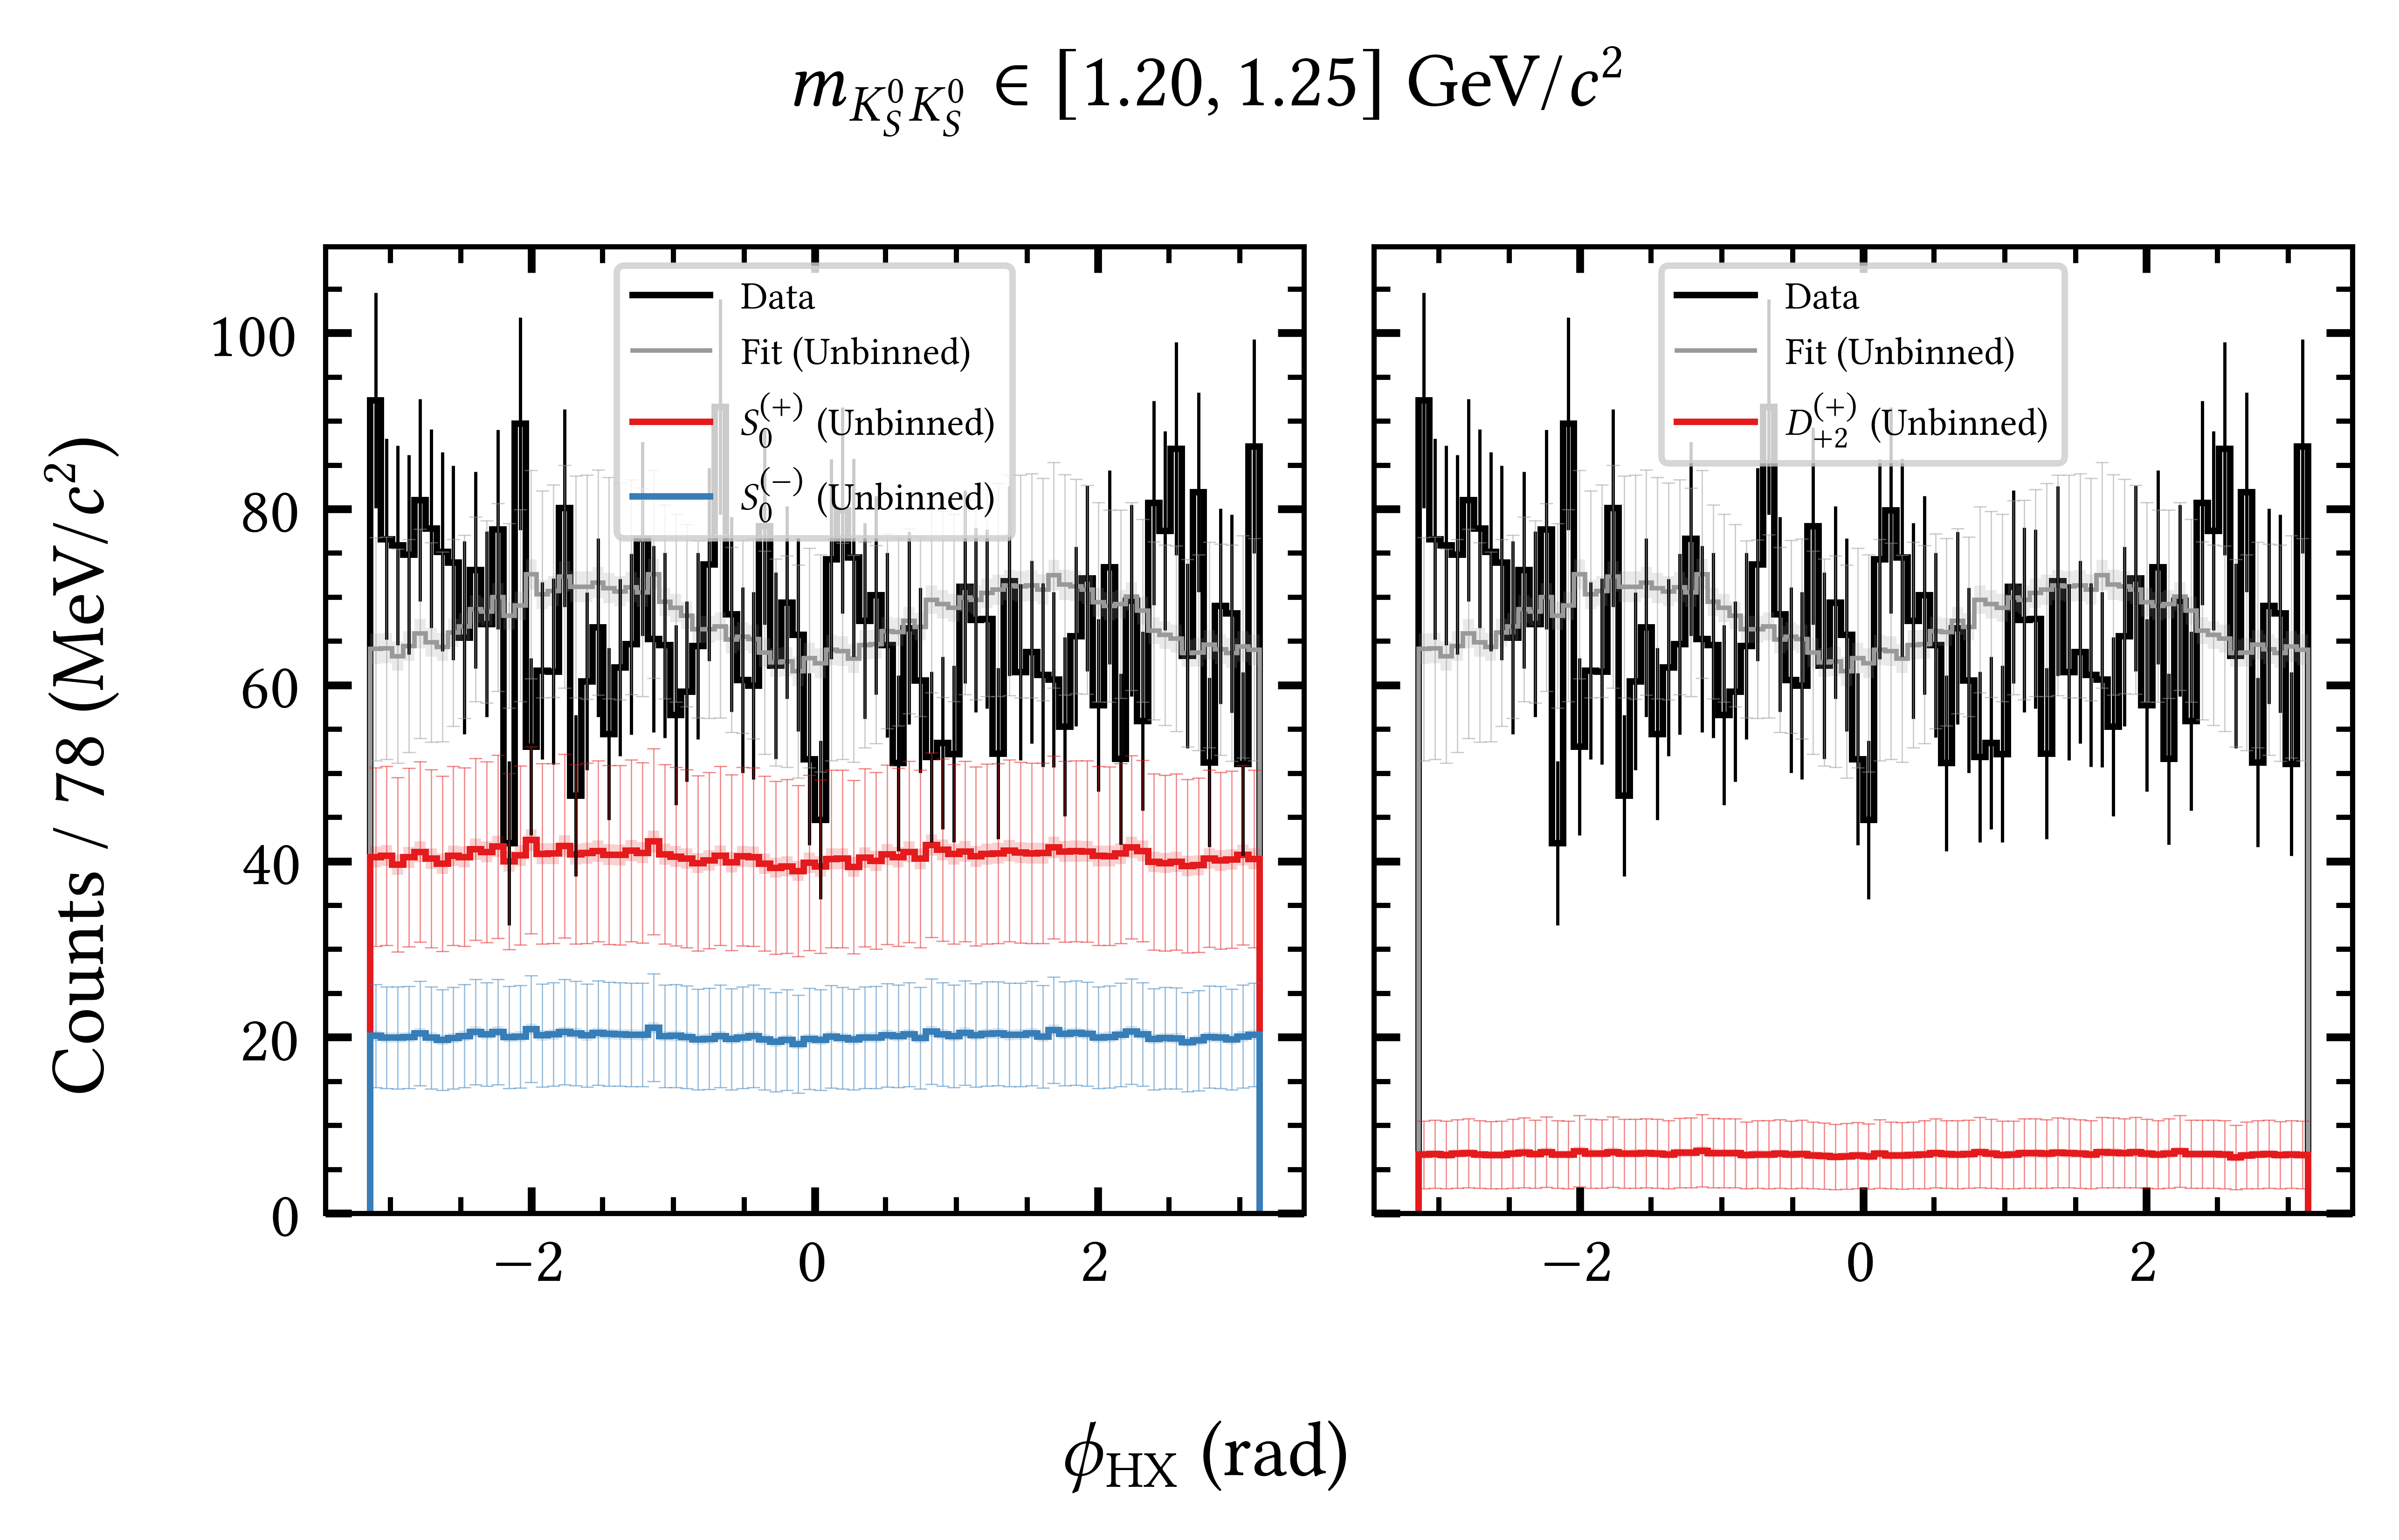 m_{K_S^0 K_S^0} ∈ [1.20, 1.25] GeV/c²
Counts / 78 (MeV/c²)
100
80
60
40
20
0
Data
Fit (Unbinned)
S_0^{(+)} (Unbinned)
S_0^{(−)} (Unbinned)
Data
Fit (Unbinned)
D_{+2}^{(+)} (Unbinned)
−2 0 2
−2 0 2
ϕ_{HX} (rad)